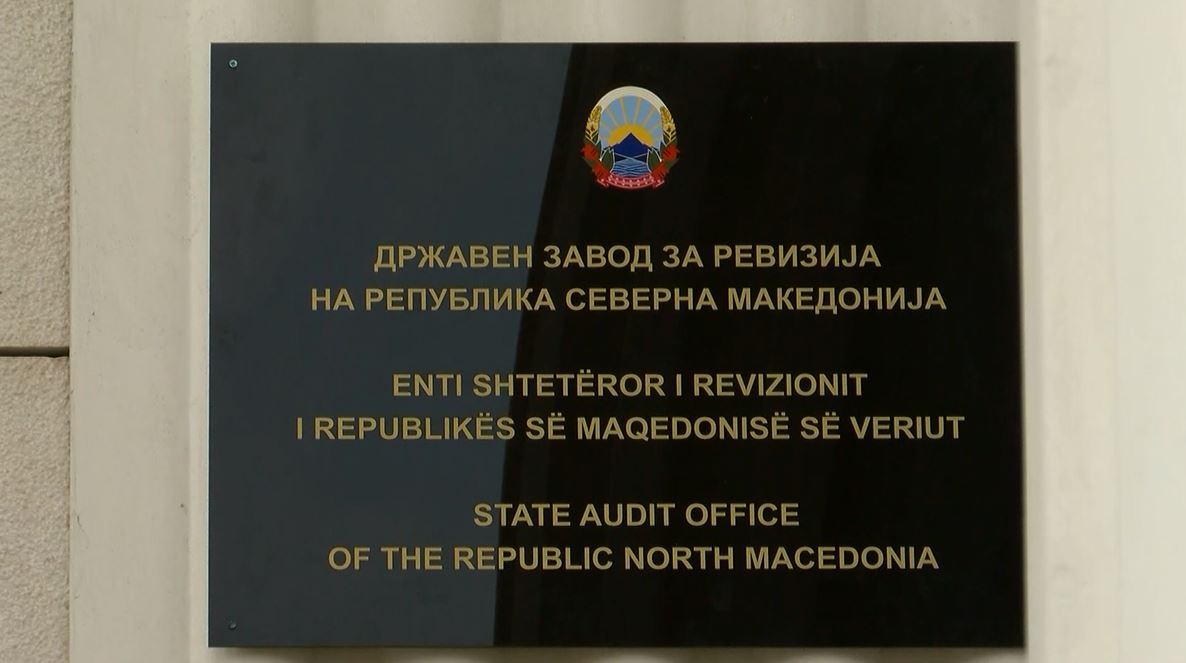 ДРЖАВЕН ЗАВОД ЗА РЕВИЗИЈА
НА РЕПУБЛИКА СЕВЕРНА МАКЕДОНИЈА
ENTI SHTETËROR I REVIZIONIT
I REPUBLIKËS SË MAQEDONISË SË VERIUT
STATE AUDIT OFFICE
OF THE REPUBLIC NORTH MACEDONIA